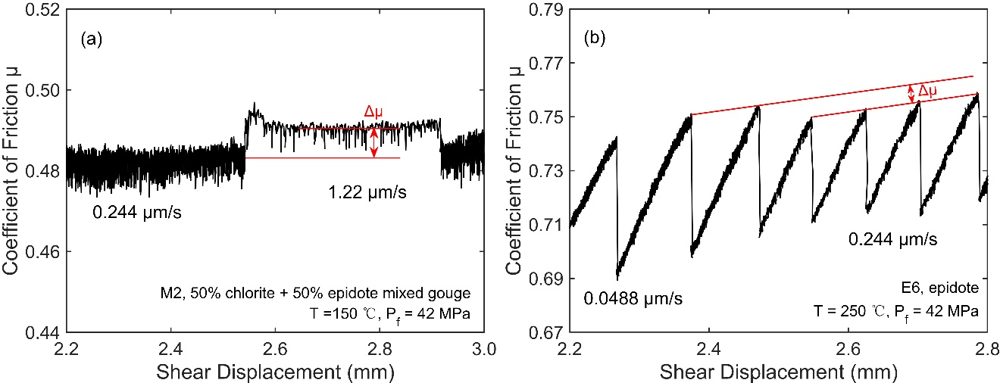 0.52
0.50
0.48
0.46
0.44
Coefficient of Friction μ
(a)
Δμ
0.244 μm/s
1.22 μm/s
M2, 50% chlorite + 50% epidote mixed gouge
T =150 ℃, Pf = 42 MPa
2.2 2.4 2.6 2.8 3.0
Shear Displacement (mm)
0.79
0.77
0.75
0.73
0.71
0.69
0.67
Coefficient of Friction μ
(b)
Δμ
0.244 μm/s
0.0488 μm/s
E6, epidote
T = 250 ℃, Pf = 42 MPa
2.2 2.4 2.6 2.8
Shear Displacement (mm)